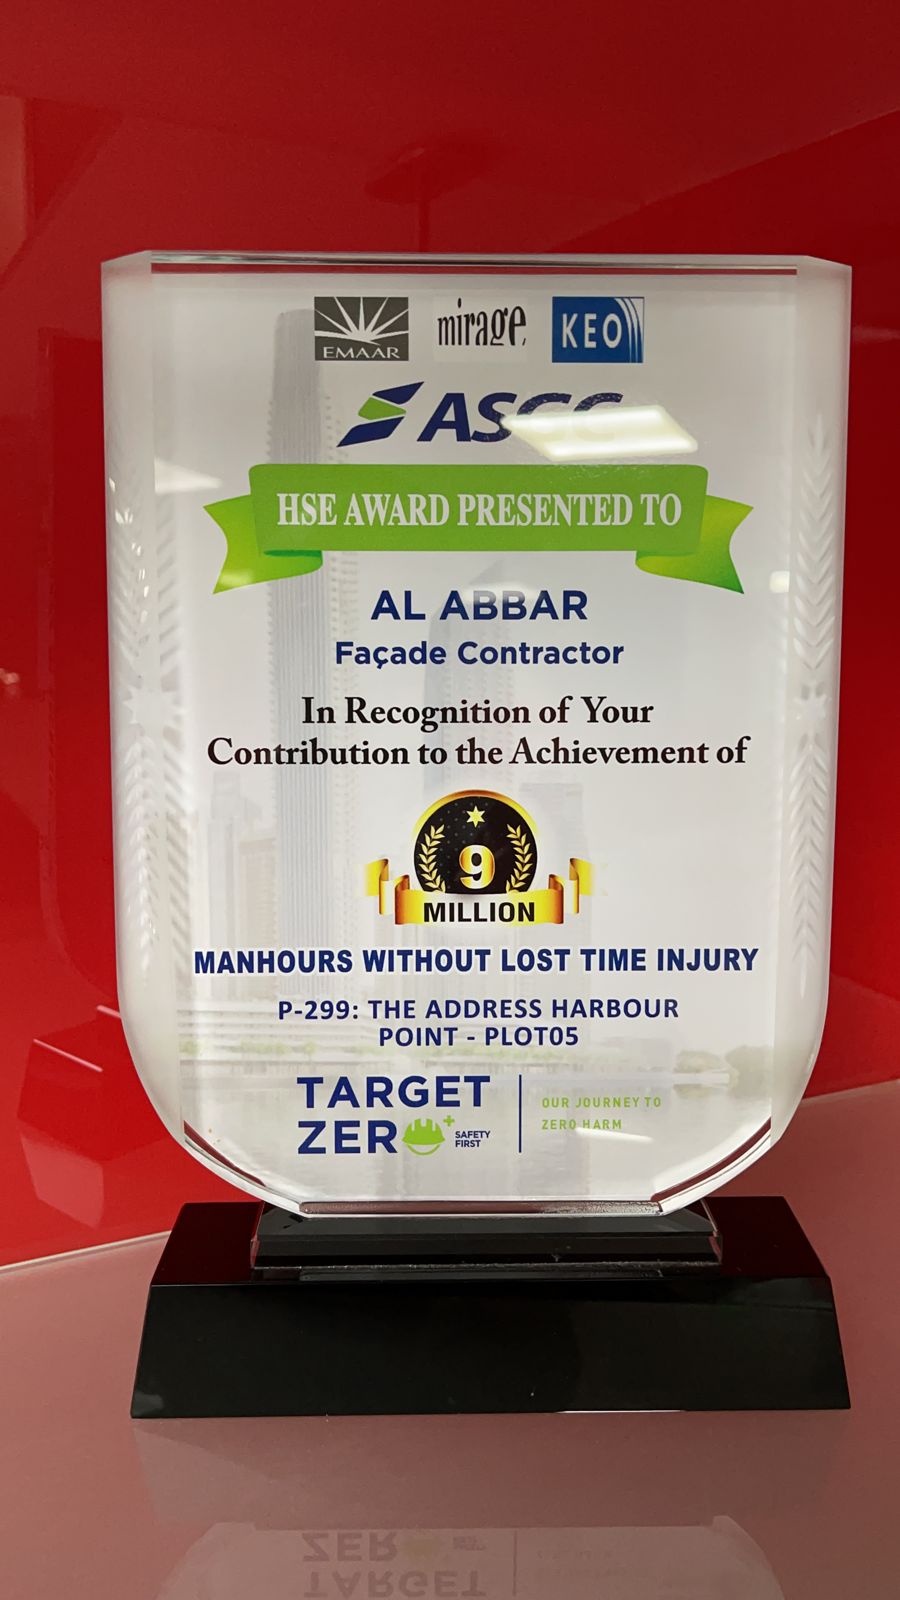 EMAAR
mirage
KEO
ASGC
HSE AWARD PRESENTED TO
AL ABBAR
Façade Contractor
In Recognition of Your
Contribution to the Achievement of
9
MILLION
MANHOURS WITHOUT LOST TIME INJURY
P-299: THE ADDRESS HARBOUR
POINT - PLOT05
TARGET
ZERO
SAFETY
FIRST
OUR JOURNEY TO
ZERO HARM